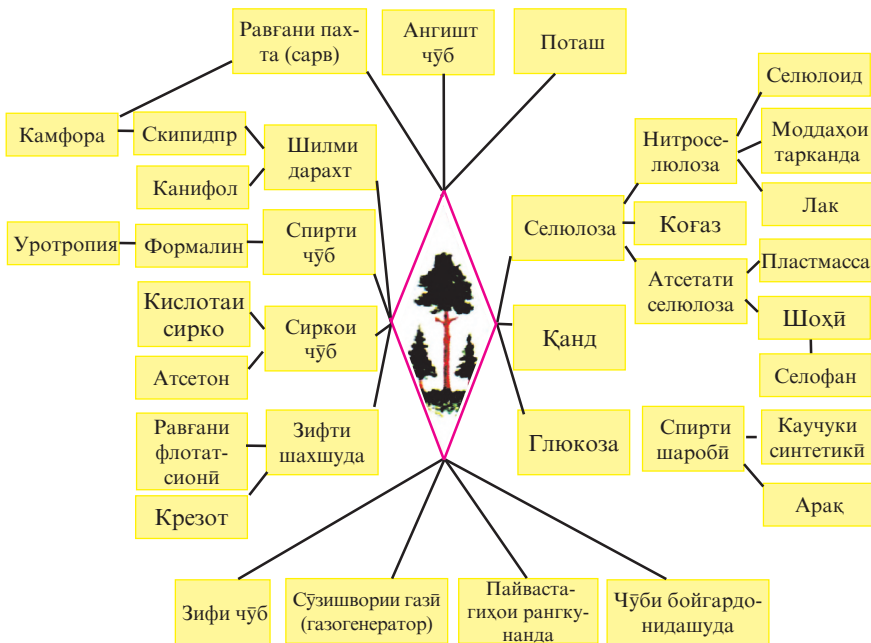 Равғани пах-
та (сарв)
Ангишт
чӯб
Поташ
Камфора
Скипидпр
Канифол
Шилми
дарахт
Уротропия
Формалин
Спирти
чӯб
Кислотаи
сирко
Атсетон
Сиркои
чӯб
Равғани
флотат-
сионӣ
Крезот
Зифти
шахшуда
Селюлоза
Нитросе-
люлоза
Селюлоид
Моддаҳои
тарканда
Лак
Коғаз
Атсетати
селюлоза
Пластмасса
Шоҳӣ
Селофан
Қанд
Глюкоза
Спирти
шаробӣ
Каучуки
синтетикӣ
Арақ
Зифи чӯб
Сӯзишвории газӣ
(газогенератор)
Пайваста-
гиҳои рангку-
нанда
Чӯби бойгардо-
нидашуда